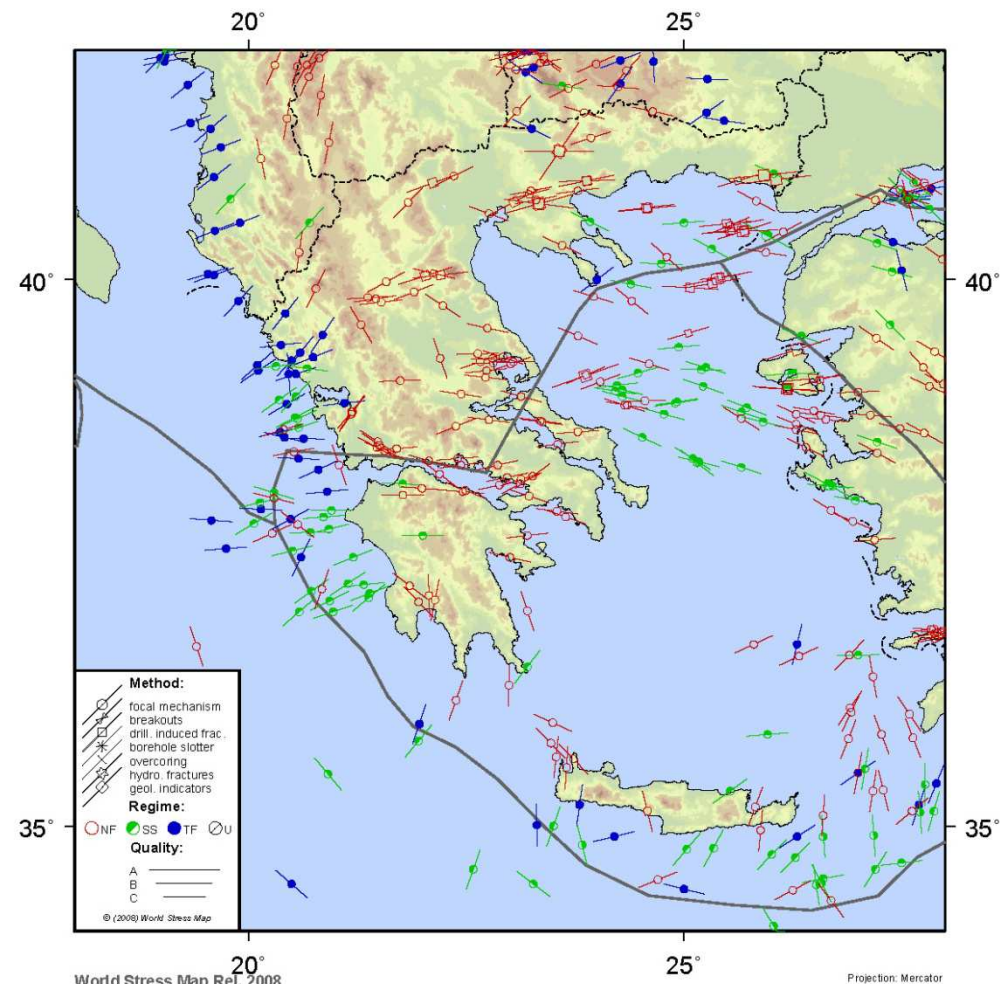 20° 25°
40° 40°
35° 35°
Method:
focal mechanism
breakouts
drill. induced frac.
borehole slotter
overcoring
hydro. fractures
geol. indicators
Regime:
NF SS TF U
Quality:
A
B
C
© (2008) World Stress Map
20° 25°
World Stress Map Rel. 2008
Projection: Mercator